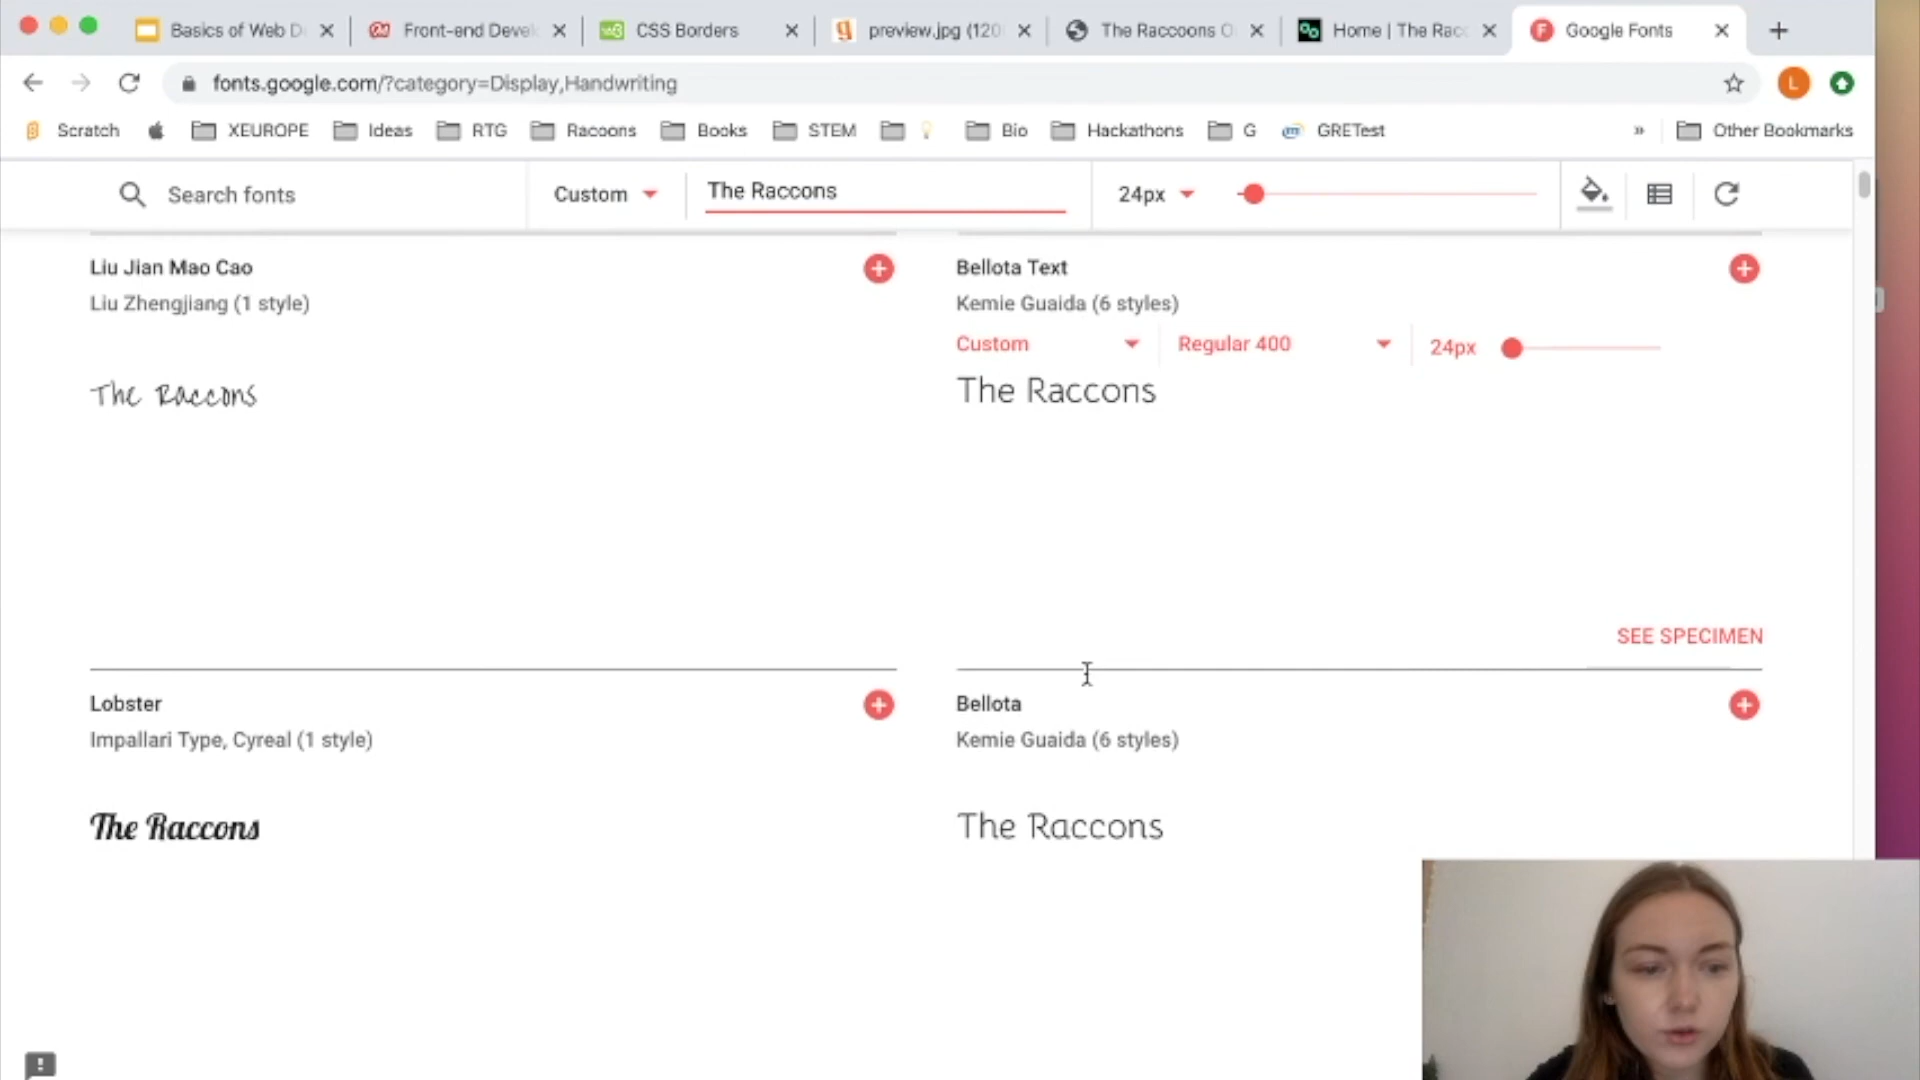 Basics of Web D
Front-end Devel
CSS Borders
preview.jpg (120
The Raccoons O
Home | The Racc
Google Fonts
fonts.google.com/?category=Display,Handwriting
L
Scratch
XEUROPE
Ideas
RTG
Racoons
Books
STEM
Bio
Hackathons
G
GRETest
»
Other Bookmarks
Search fonts
Custom
The Raccons
24px
Liu Jian Mao Cao
Liu Zhengjiang (1 style)
The Raccons
Bellota Text
Kemie Guaida (6 styles)
Custom
Regular 400
24px
The Raccons
SEE SPECIMEN
Lobster
Impallari Type, Cyreal (1 style)
The Raccons
Bellota
Kemie Guaida (6 styles)
The Raccons